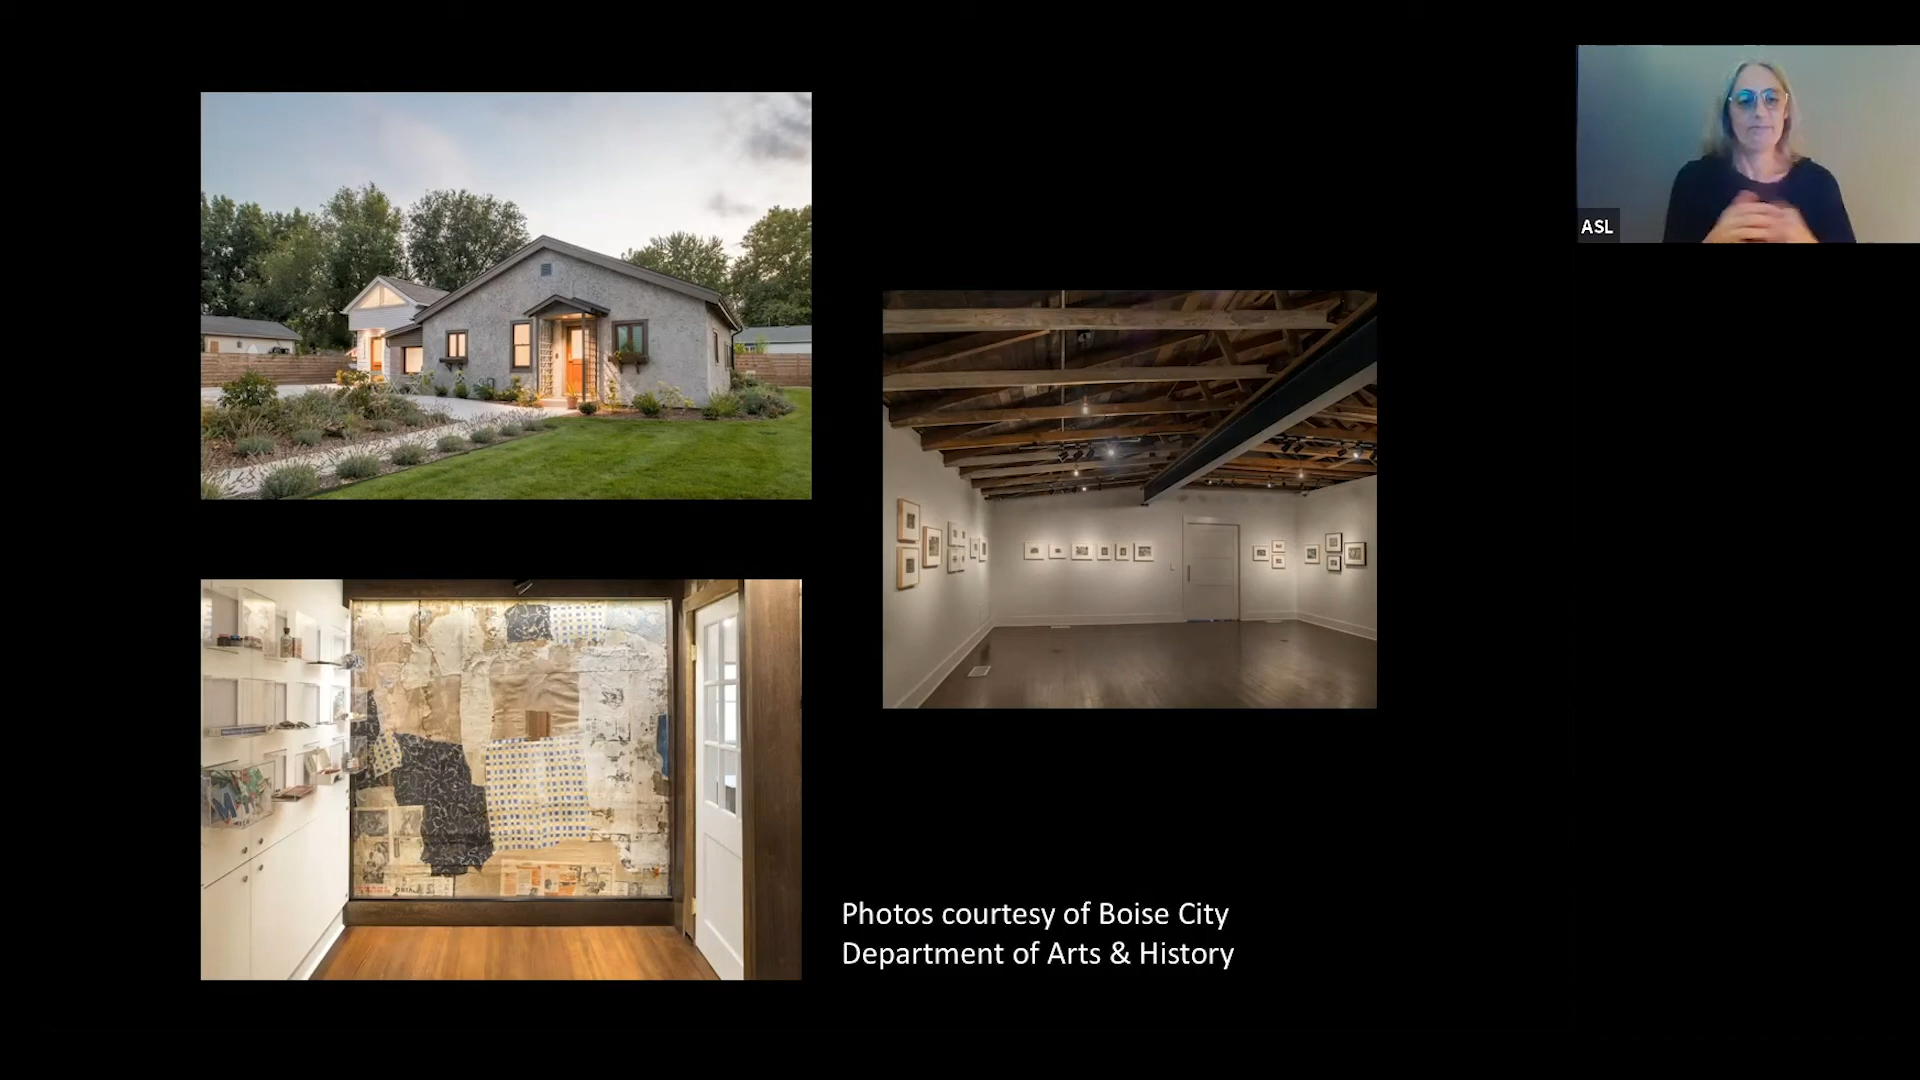 ASL
Photos courtesy of Boise City
Department of Arts & History